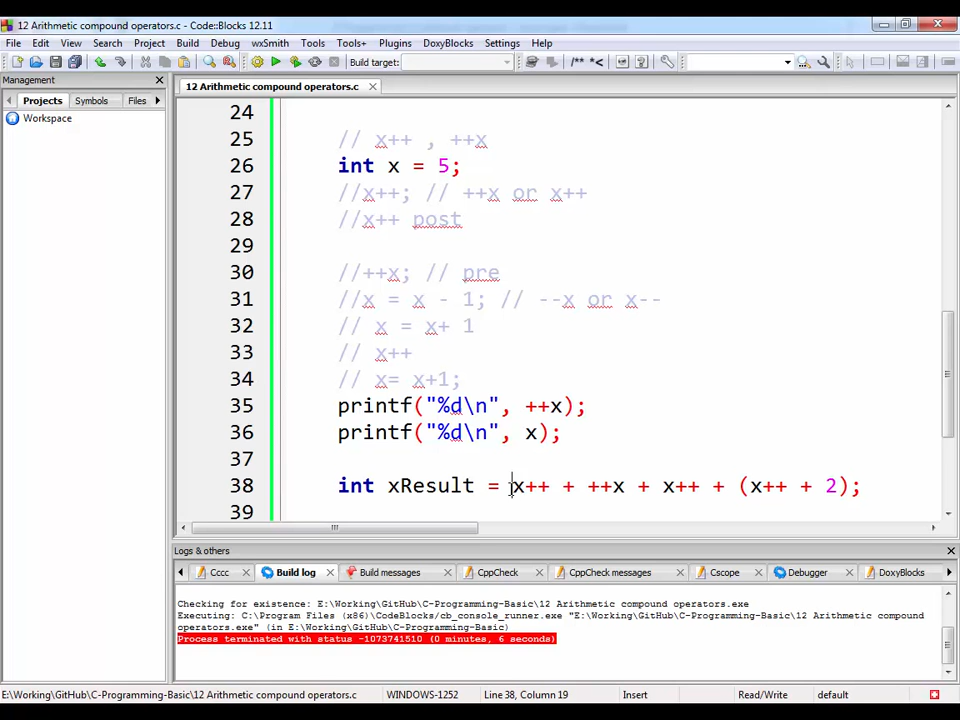 12 Arithmetic compound operators.c - Code::Blocks 12.11
File Edit View Search Project Build Debug wxSmith Tools Tools+ Plugins DoxyBlocks Settings Help
Build target:
/** *<
Management
12 Arithmetic compound operators.c
Projects Symbols Files
Workspace
24
25 // x++ , ++x
26 int x = 5;
27 //x++; // ++x or x++
28 //x++ post
29
30 //++x; // pre
31 //x = x - 1; // --x or x--
32 // x = x+ 1
33 // x++
34 // x= x+1;
35 printf("%d\n", ++x);
36 printf("%d\n", x);
37
38 int xResult = x++ + ++x + x++ + (x++ + 2);
39
Logs & others
Cccc Build log Build messages CppCheck CppCheck messages Cscope Debugger DoxyBlocks
Checking for existence: E:\Working\GitHub\C-Programming-Basic\12 Arithmetic compound operators.exe
Executing: C:\Program Files (x86)\CodeBlocks/cb_console_runner.exe "E:\Working\GitHub\C-Programming-Basic\12 Arithmetic compound
operators.exe" (in E:\Working\GitHub\C-Programming-Basic)
Process terminated with status -1073741510 (0 minutes, 6 seconds)
E:\Working\GitHub\C-Programming-Basic\12 Arithmetic compound operators.c WINDOWS-1252 Line 38, Column 19 Insert Read/Write default